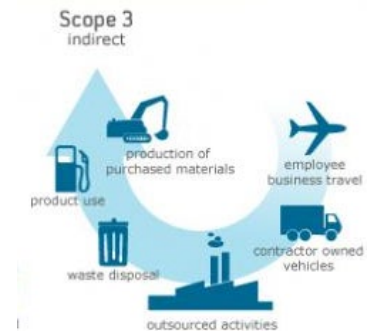 Scope 3
indirect
production of
purchased materials
employee
business travel
product use
contractor owned
vehicles
waste disposal
outsourced activities